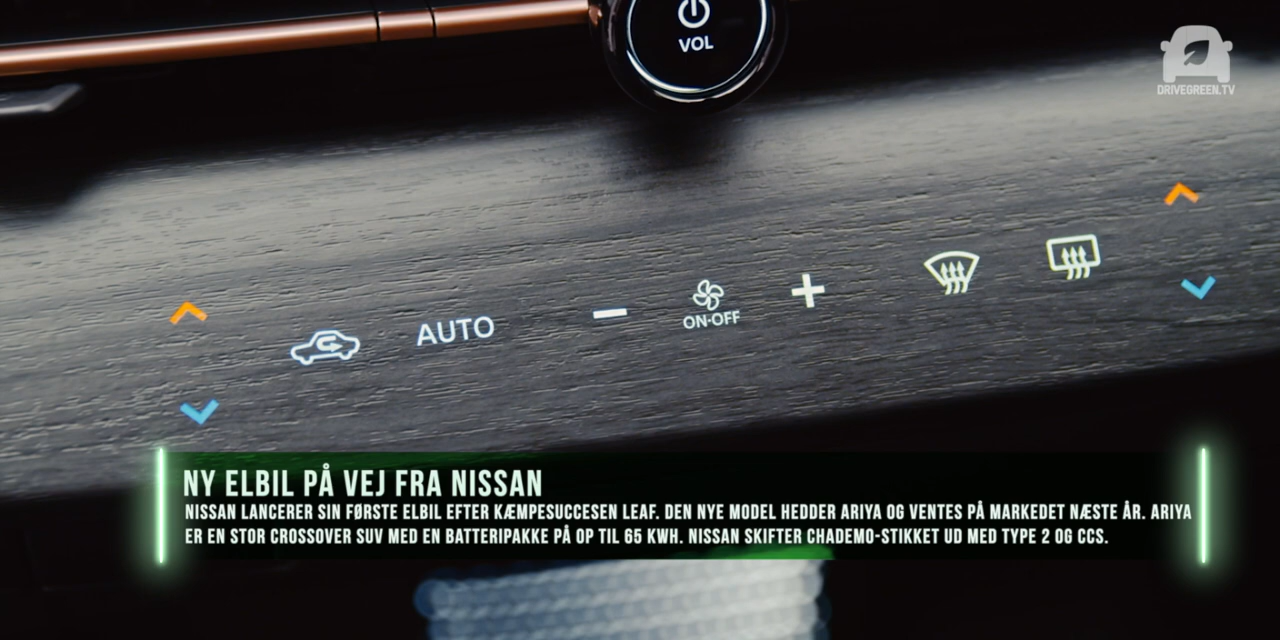 VOL
DRIVEGREEN.TV
AUTO
ON·OFF
NY ELBIL PÅ VEJ FRA NISSAN
NISSAN LANCERER SIN FØRSTE ELBIL EFTER KÆMPESUCCESEN LEAF. DEN NYE MODEL HEDDER ARIYA OG VENTES PÅ MARKEDET NÆSTE ÅR. ARIYA
ER EN STOR CROSSOVER SUV MED EN BATTERIPAKKE PÅ OP TIL 65 KWH. NISSAN SKIFTER CHADEMO-STIKKET UD MED TYPE 2 OG CCS.